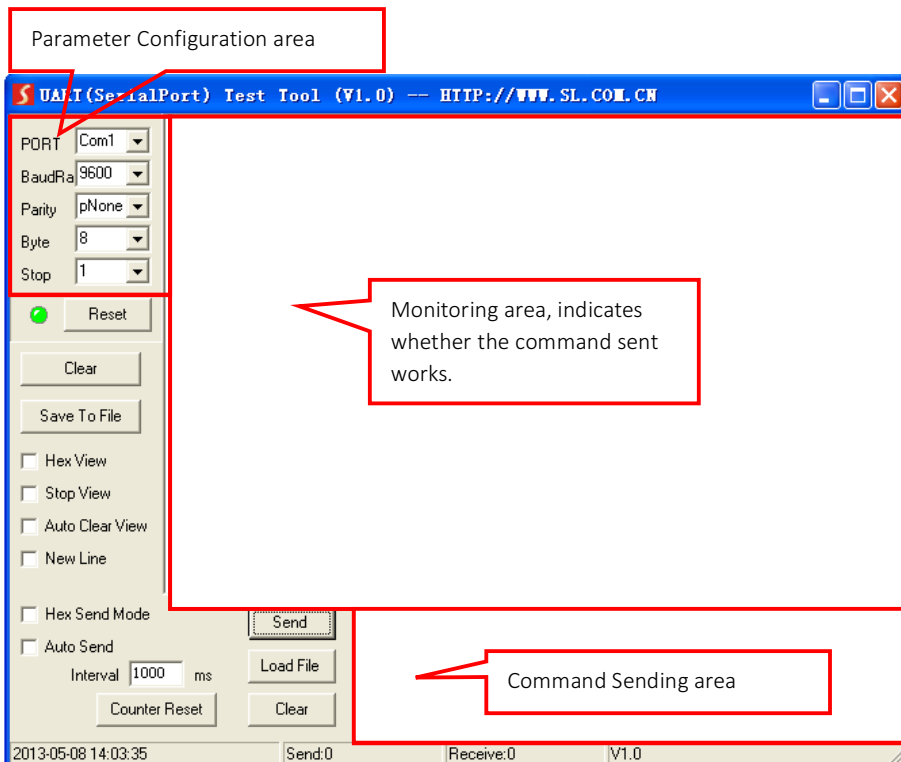 Parameter Configuration area
UART(SerialPort) Test Tool (V1.0) -- HTTP://WWW.SL.COM.CN
PORT Com1
BaudRa 9600
Parity pNone
Byte 8
Stop 1
Reset
Monitoring area, indicates
whether the command sent
works.
Clear
Save To File
Hex View
Stop View
Auto Clear View
New Line
Hex Send Mode
Send
Auto Send
Interval 1000 ms
Load File
Command Sending area
Counter Reset
Clear
2013-05-08 14:03:35 Send:0 Receive:0 V1.0